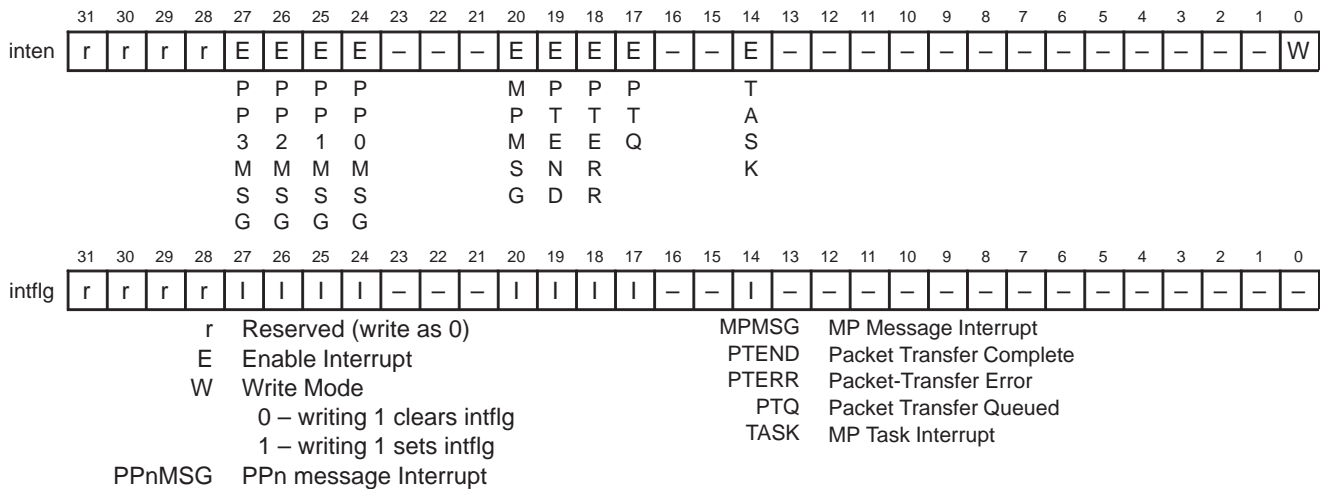 31 30 29 28 27 26 25 24 23 22 21 20 19 18 17 16 15 14 13 12 11 10 9 8 7 6 5 4 3 2 1 0
inten r r r r E E E E – – – E E E E – – E – – – – – – – – – – – – – W
P P P P M P P P T
P P P P P T T T A
3 2 1 0 M E E Q S
M M M M S N R K
S S S S G D R
G G G G
31 30 29 28 27 26 25 24 23 22 21 20 19 18 17 16 15 14 13 12 11 10 9 8 7 6 5 4 3 2 1 0
intflg r r r r I I I I – – – I I I I – – I – – – – – – – – – – – – – –
r Reserved (write as 0)
E Enable Interrupt
W Write Mode
0 – writing 1 clears intflg
1 – writing 1 sets intflg
PPnMSG PPn message Interrupt
MPMSG MP Message Interrupt
PTEND Packet Transfer Complete
PTERR Packet-Transfer Error
PTQ Packet Transfer Queued
TASK MP Task Interrupt